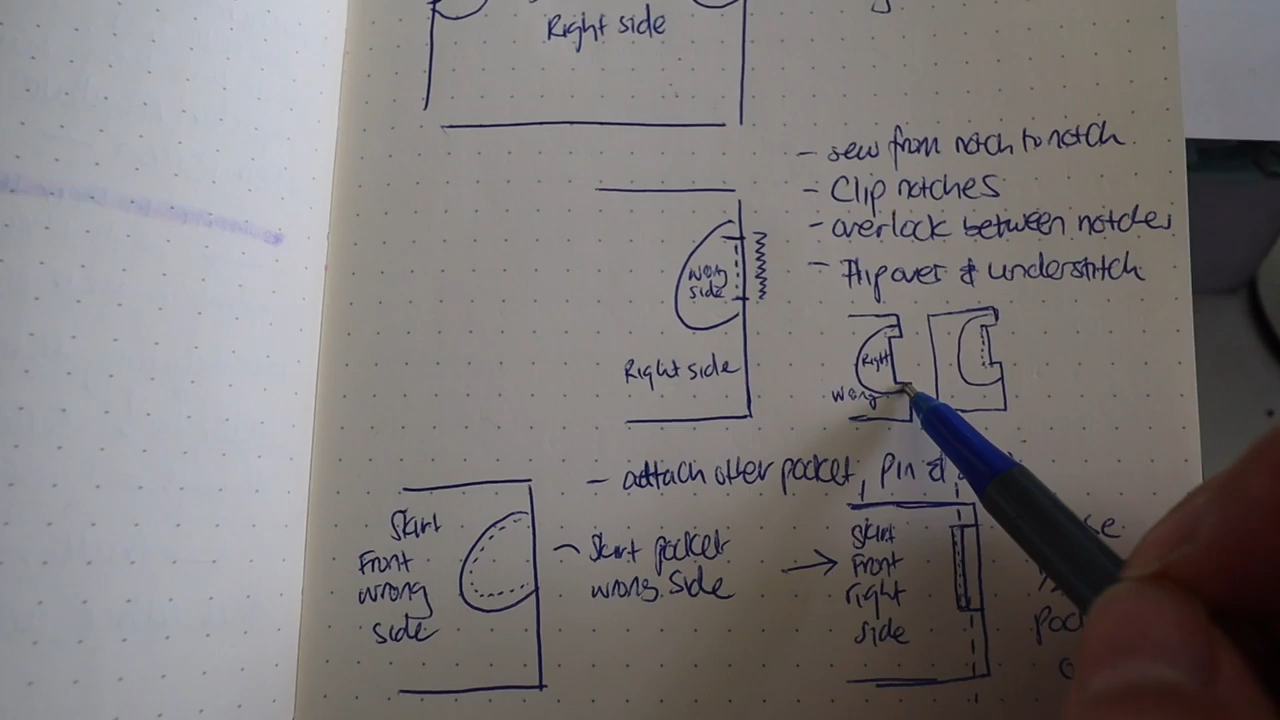 Right side
- sew from notch to notch
- Clip notches
- overlock between notches
- Flip over & understitch
wrong
side
Right side
Right
wrong
- attach other pocket, pin &
Skirt
Front
wrong
side
- Skirt pocket
wrong side
Skirt
Front
right
side